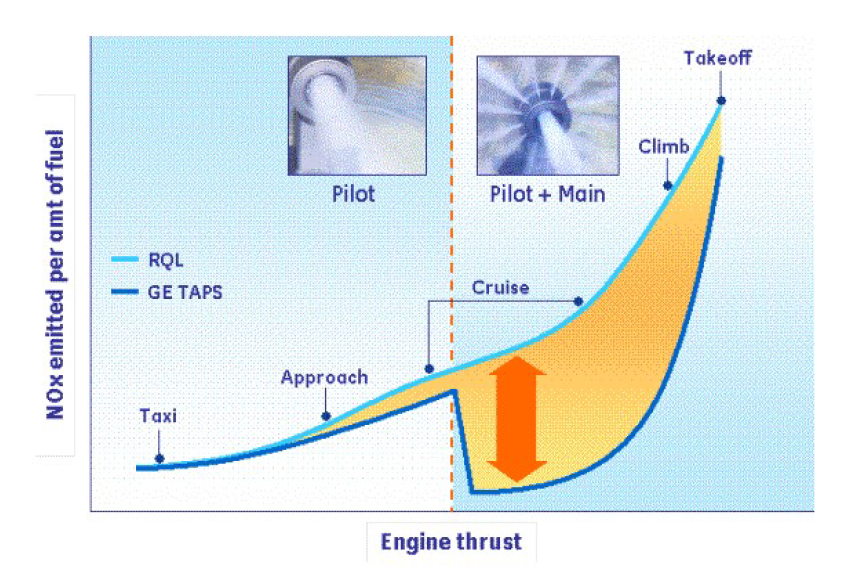 Takeoff
Climb
Pilot
Pilot + Main
NOx emitted per amt of fuel
RQL
GE TAPS
Cruise
Approach
Taxi
Engine thrust